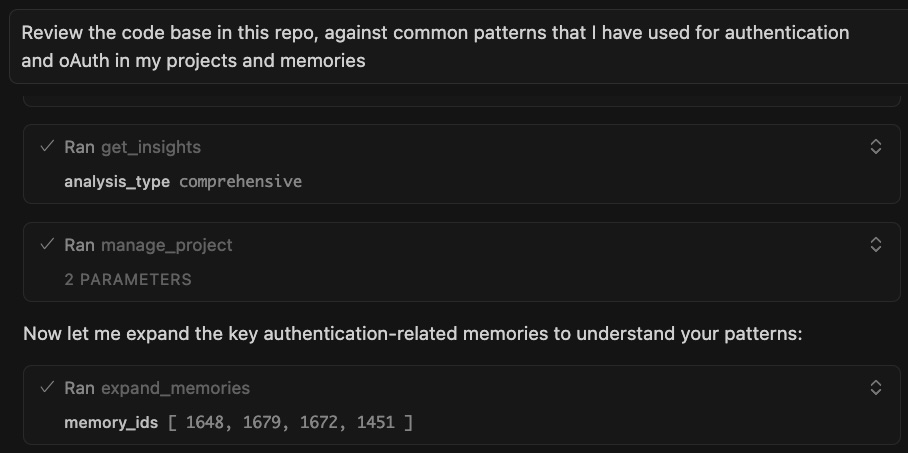 Review the code base in this repo, against common patterns that I have used for authentication
and oAuth in my projects and memories
Ran get_insights
analysis_type comprehensive
Ran manage_project
2 PARAMETERS
Now let me expand the key authentication-related memories to understand your patterns:
Ran expand_memories
memory_ids [ 1648, 1679, 1672, 1451 ]